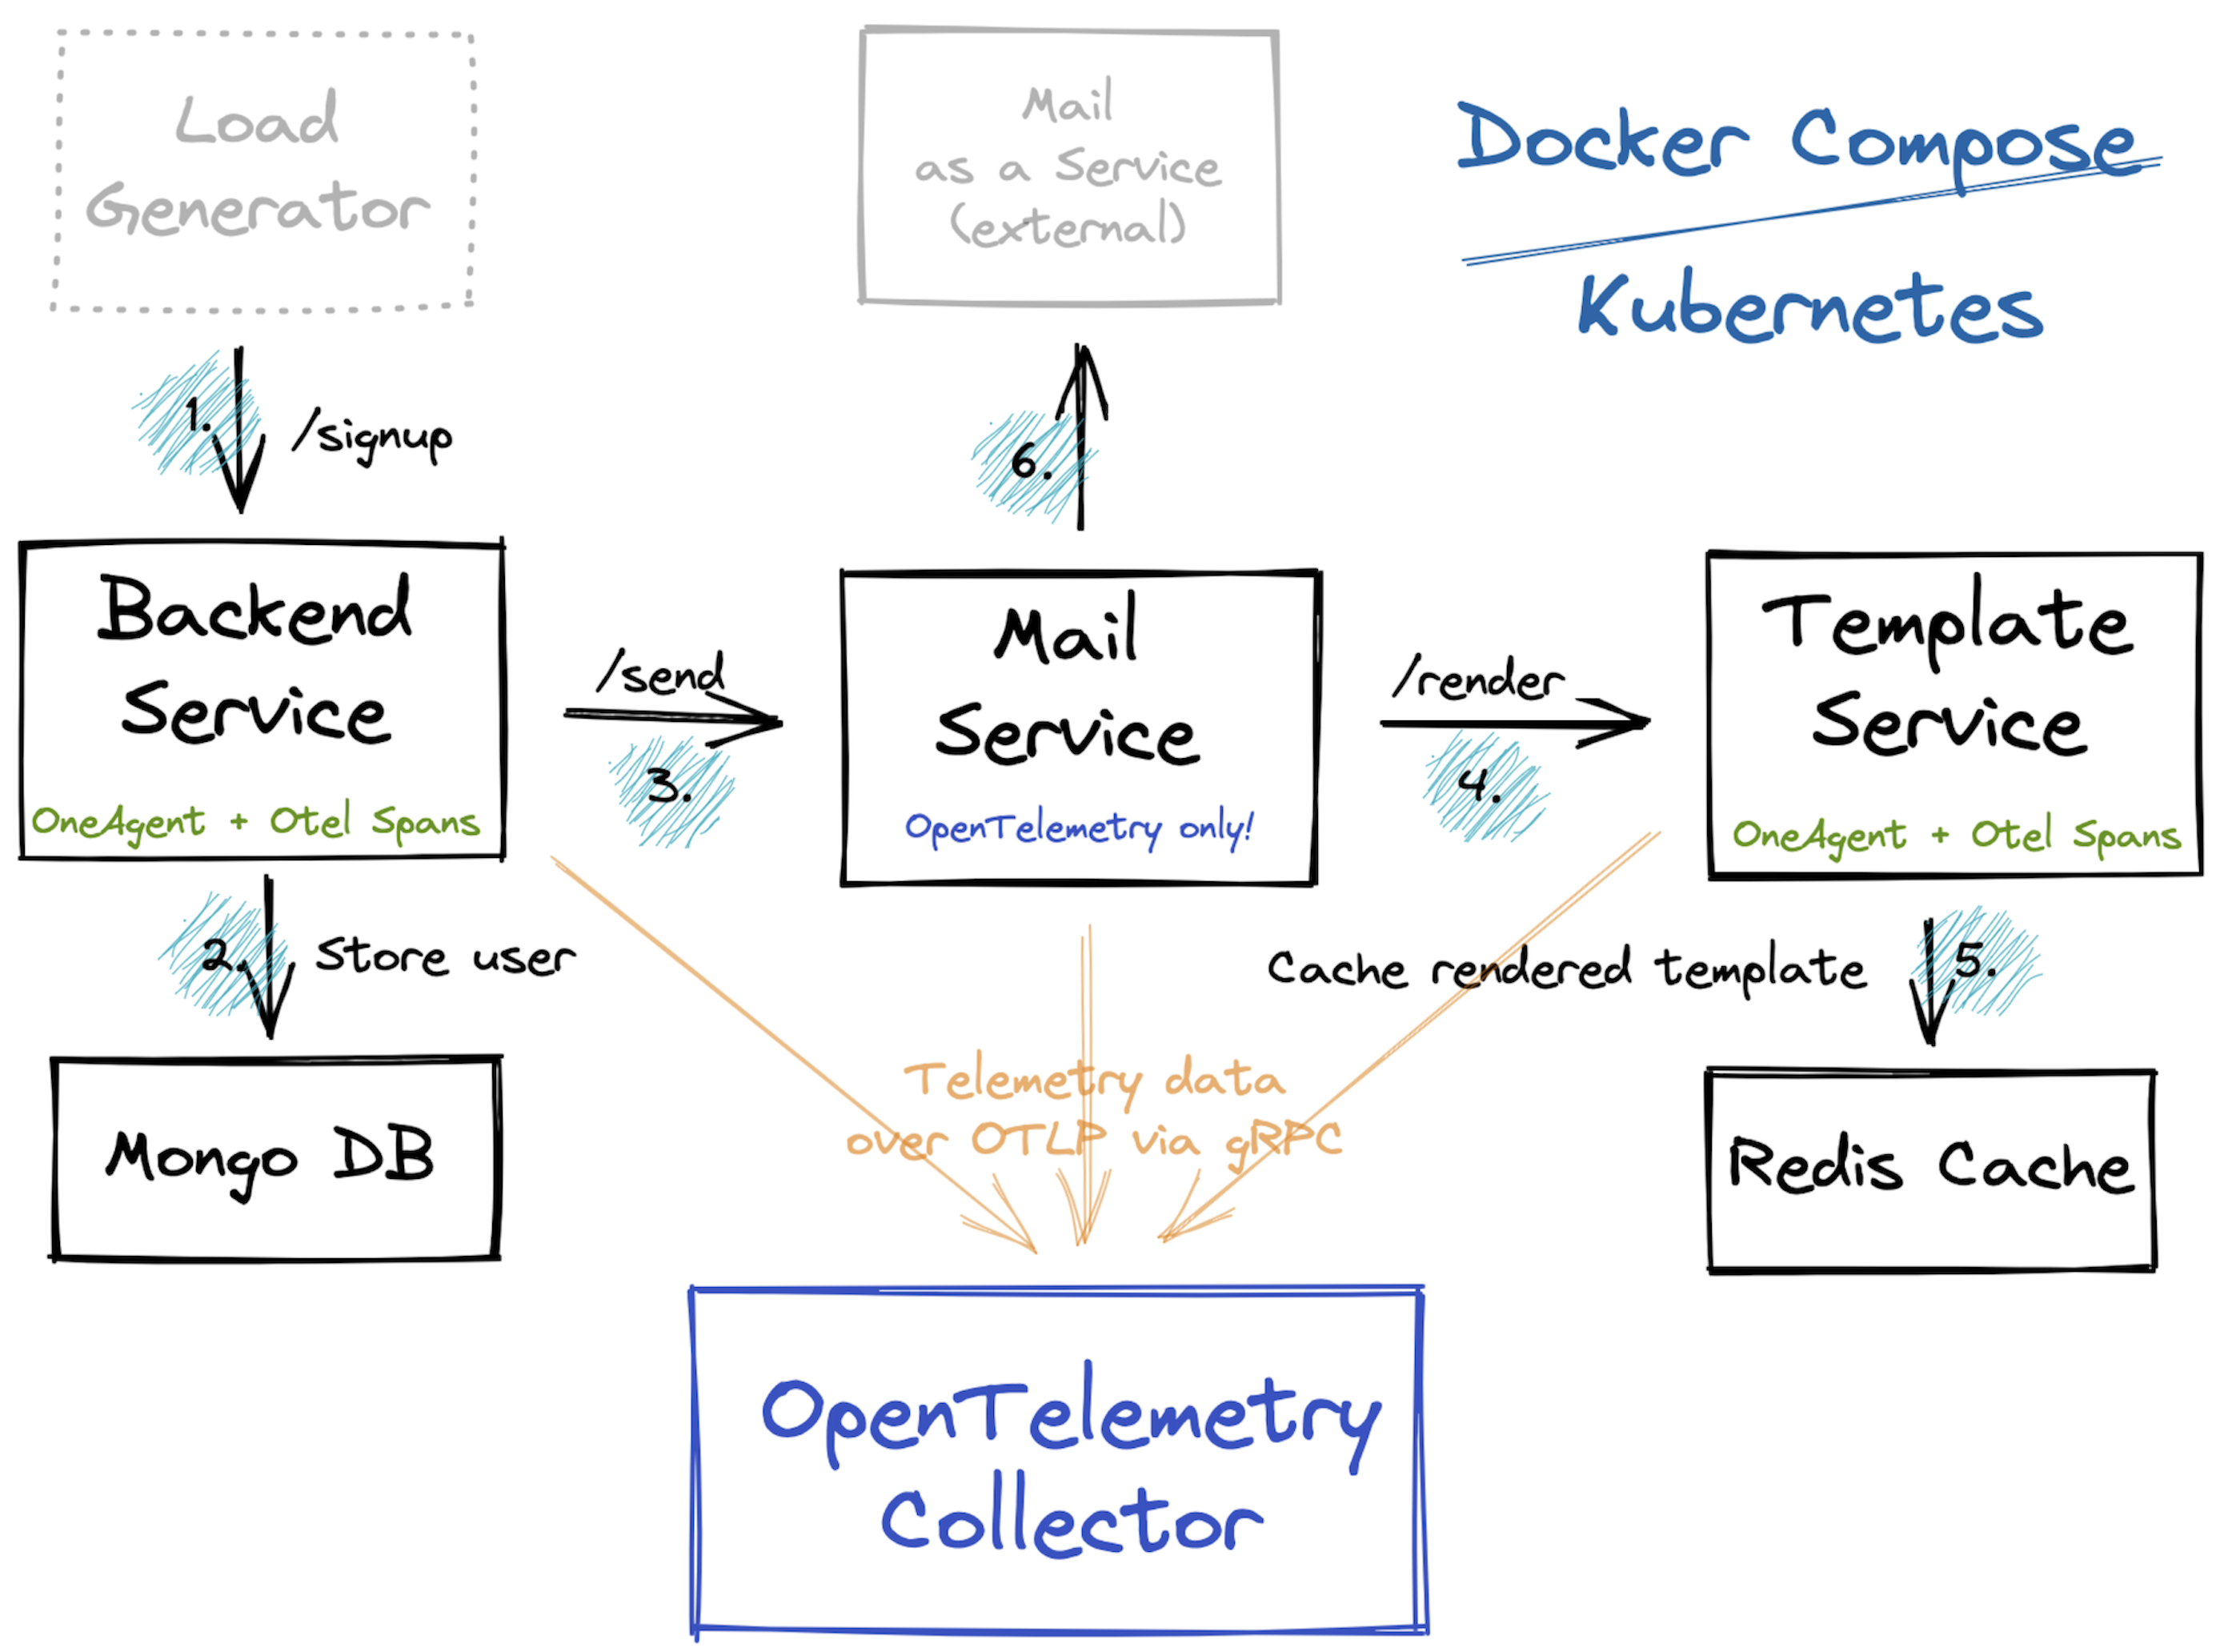 Load
Generator
Mail
as a Service
(external)
Docker Compose
Kubernetes
1.
/signup
6.
Backend
Service
OneAgent + Otel Spans
/send
3.
Mail
Service
OpenTelemetry only!
/render
4.
Template
Service
OneAgent + Otel Spans
2.
Store user
Cache rendered template
5.
Mongo DB
Telemetry data
over OTLP via gRPC
Redis Cache
OpenTelemetry
Collector